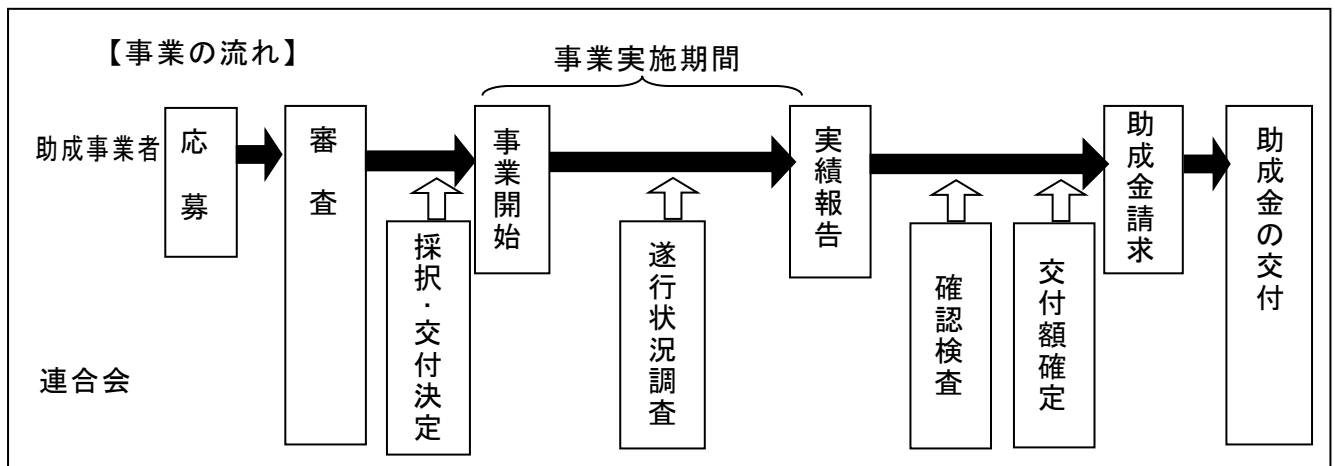 【事業の流れ】
事業実施期間
助成事業者
応募
審査
採択・交付決定
事業開始
遂行状況調査
実績報告
確認検査
交付額確定
助成金請求
助成金の交付
連合会